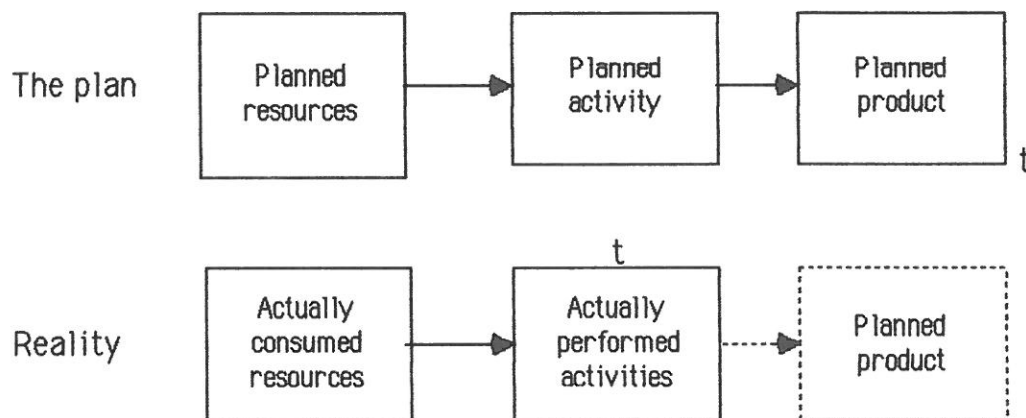 The plan
Planned
resources
Planned
activity
Planned
product
t
t
Reality
Actually
consumed
resources
Actually
performed
activities
Planned
product